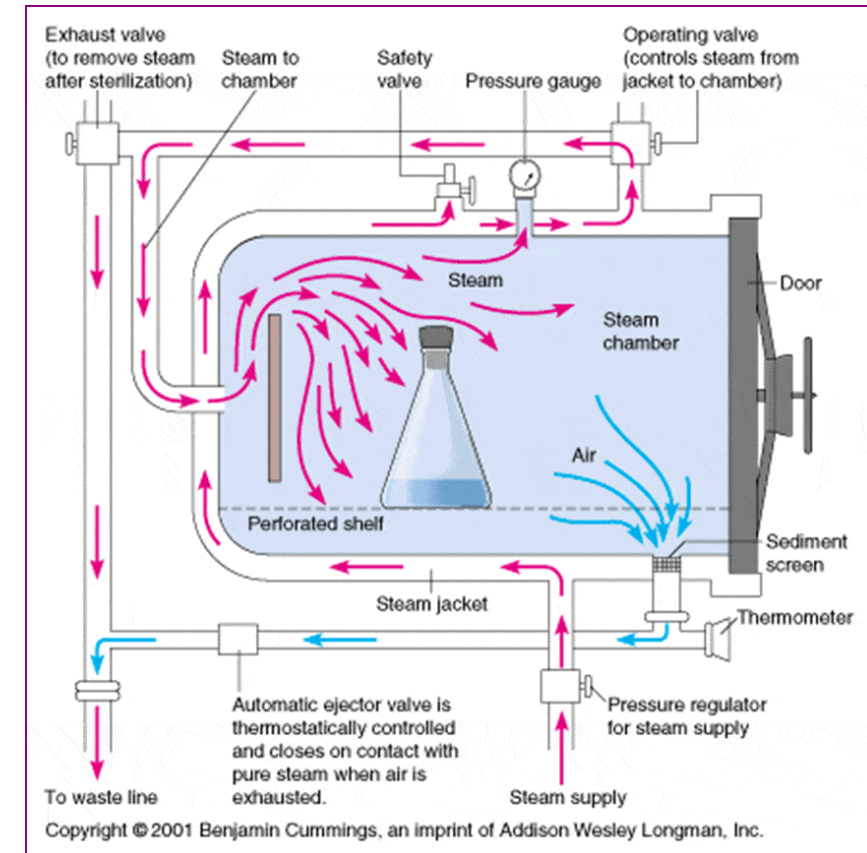 Exhaust valve
(to remove steam
after sterilization)
Steam to
chamber
Safety
valve
Pressure gauge
Operating valve
(controls steam from
jacket to chamber)
Steam
Door
Steam
chamber
Air
Perforated shelf
Sediment
screen
Steam jacket
Thermometer
Automatic ejector valve is
thermostatically controlled
and closes on contact with
pure steam when air is
exhausted.
Pressure regulator
for steam supply
To waste line
Steam supply
Copyright © 2001 Benjamin Cummings, an imprint of Addison Wesley Longman, Inc.